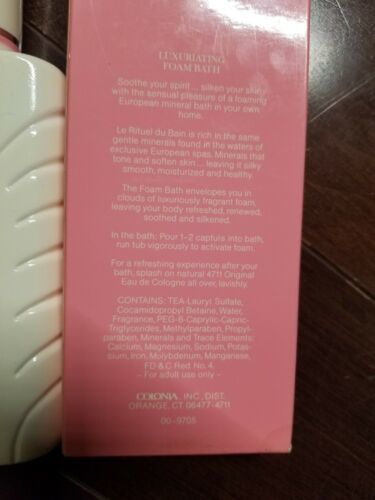 LUXURIATING
FOAM BATH
Soothe your spirit ... silken your skin
with the sensual pleasure of a foaming
European mineral bath in your own
home.
Le Rituel du Bain is rich in the same
gentle minerals found in the waters of
exclusive European spas. Minerals that
tone and soften skin ... leaving it silky
smooth, moisturized and healthy.
The Foam Bath envelopes you in
clouds of luxuriously fragrant foam,
leaving your body refreshed, renewed,
soothed and silkened.
In the bath: Pour 1-2 capfuls into bath,
run tub vigorously to activate foam.
For a refreshing experience after your
bath, splash on natural 4711 Original
Eau de Cologne all over, lavishly.
CONTAINS: TEA-Lauryl Sulfate,
Cocamidopropyl Betaine, Water,
Fragrance, PEG-6-Caprylic-Capric-
Triglycerides, Methylparaben, Propyl-
paraben, Minerals and Trace Elements:
Calcium, Magnesium, Sodium, Potas-
sium, Iron, Molybdenum, Manganese,
FD & C Red No. 4.
- For adult use only -
COLONIA, INC., DIST.
ORANGE, CT 06477-4711
00-9705